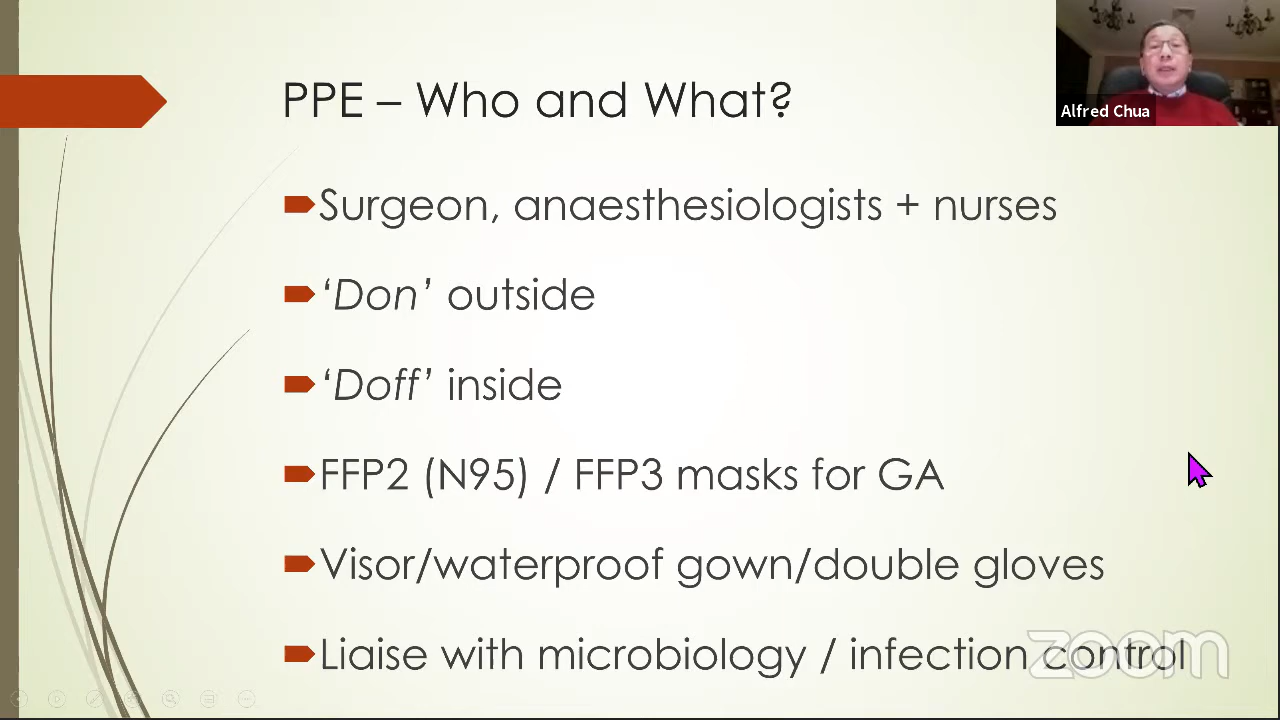 PPE – Who and What?
Alfred Chua
Surgeon, anaesthesiologists + nurses
‘Don’ outside
‘Doff’ inside
FFP2 (N95) / FFP3 masks for GA
Visor/waterproof gown/double gloves
Liaise with microbiology / infection control
zoom